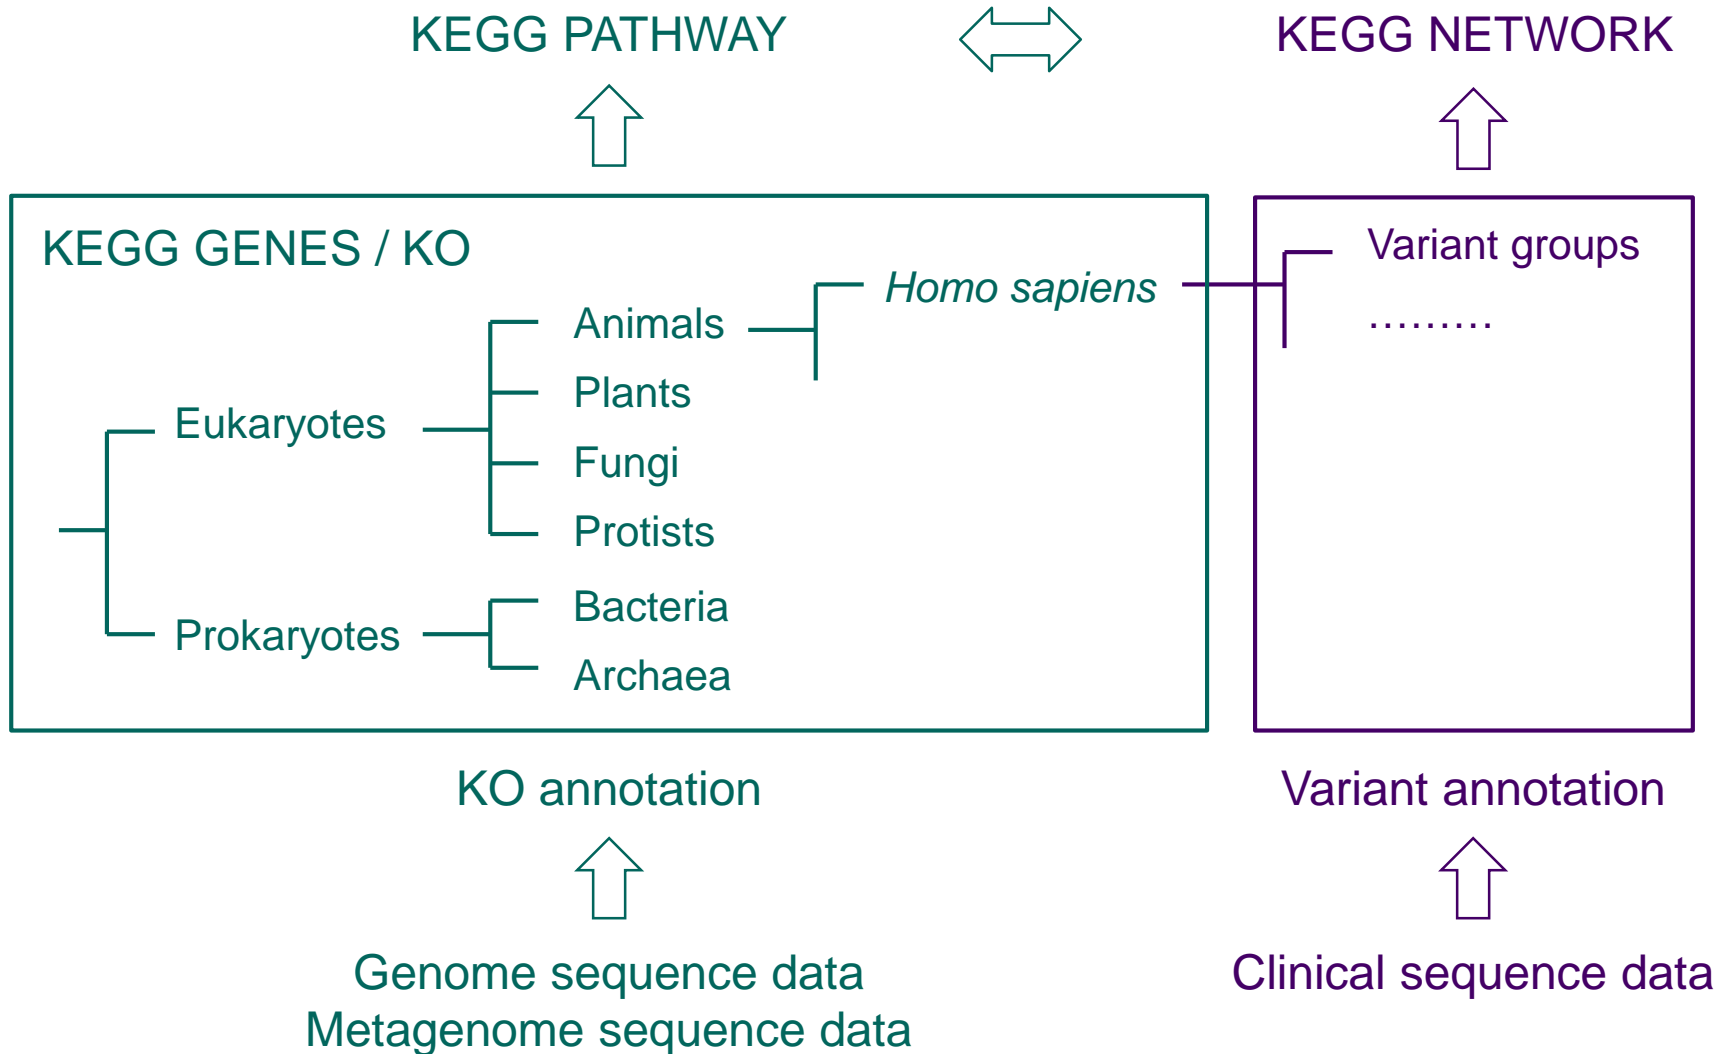 KEGG PATHWAY
KEGG NETWORK
KEGG GENES / KO
Homo sapiens
Variant groups
.........
Animals
Plants
Eukaryotes
Fungi
Protists
Bacteria
Prokaryotes
Archaea
KO annotation
Variant annotation
Genome sequence data
Clinical sequence data
Metagenome sequence data